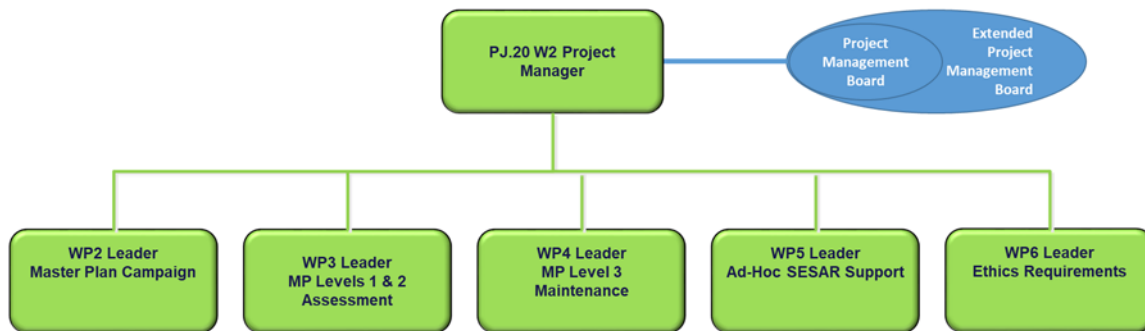 PJ.20 W2 Project
Manager
Project
Management
Board
Extended
Project
Management
Board
WP2 Leader
Master Plan Campaign
WP3 Leader
MP Levels 1 & 2
Assessment
WP4 Leader
MP Level 3
Maintenance
WP5 Leader
Ad-Hoc SESAR Support
WP6 Leader
Ethics Requirements